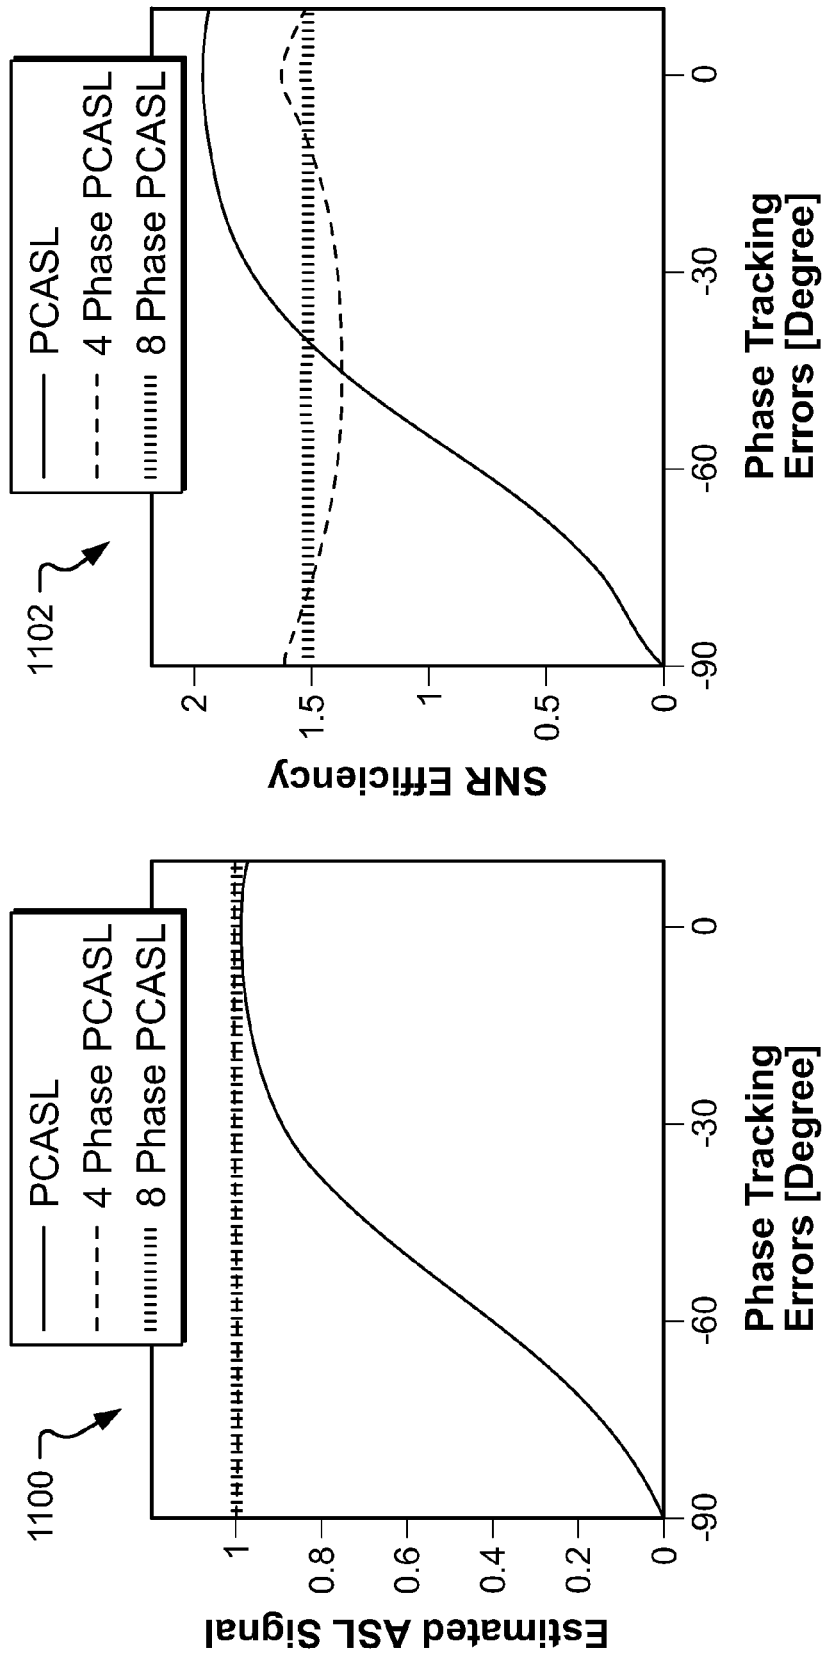 1100
PCASL
4 Phase PCASL
8 Phase PCASL
Estimated ASL Signal
1
0.8
0.6
0.4
0.2
0
-90
-60
-30
0
Phase Tracking
Errors [Degree]
1102
PCASL
4 Phase PCASL
8 Phase PCASL
SNR Efficiency
2
1.5
1
0.5
0
-90
-60
-30
0
Phase Tracking
Errors [Degree]